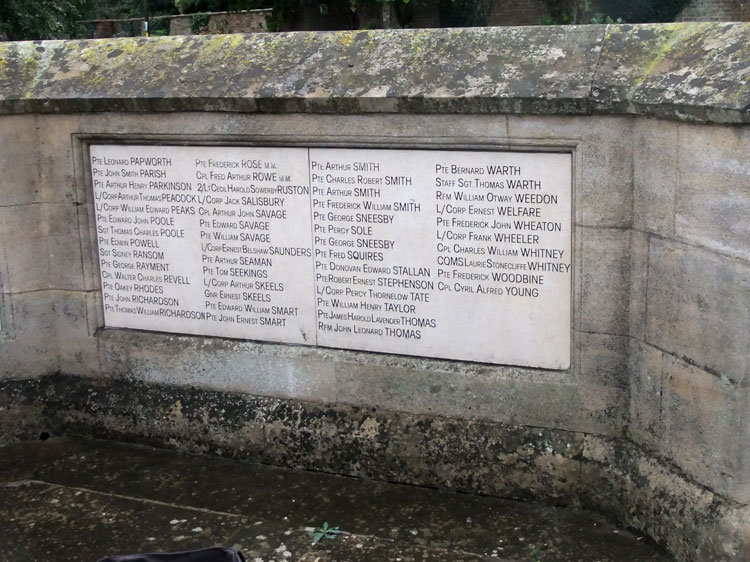 Pte Leonard PAPWORTH
Pte John Smith PARISH
Pte Arthur Henry PARKINSON
L/Corp Arthur Thomas PEACOCK
L/Corp William Edward PEAKS
Pte Edward John POOLE
Sgt Thomas Charles POOLE
Pte Edwin POWELL
Sgt Sidney RANSOM
Pte George RAYMENT
Cpl Walter Charles REVELL
Pte Oakey RHODES
Pte John RICHARDSON
Pte Thomas William RICHARDSON
Pte Frederick ROSE M.M.
Cpl Fred Arthur ROWE M.M.
2/Lt Cecil Harold Sowerby RUSTON
L/Corp Jack SALISBURY
Cpl Arthur John SAVAGE
Pte Edward SAVAGE
Pte William SAVAGE
L/Corp Ernest Belshaw SAUNDERS
Pte Arthur SEAMAN
Pte Tom SEEKINGS
L/Corp Arthur SKEELS
Gnr Ernest SKEELS
Pte Edward William SMART
Pte John Ernest SMART
Pte Arthur SMITH
Pte Charles Robert SMITH
Pte Arthur SMITH
Pte Frederick William SMITH
Pte George SNEESBY
Pte Percy SOLE
Pte George SNEESBY
Pte Fred SQUIRES
Pte Donovan Edward STALLAN
Pte Robert Ernest STEPHENSON
L/Corp Percy Thornelow TATE
Pte William Henry TAYLOR
Pte James Harold Lavender THOMAS
Rfm John Leonard THOMAS
Pte Bernard WARTH
Staff Sgt Thomas WARTH
Rfm William Otway WEEDON
L/Corp Ernest WELFARE
Pte Frederick John WHEATON
L/Corp Frank WHEELER
Cpl Charles William WHITNEY
COMS Laurie Stonecliffe WHITNEY
Pte Frederick WOODBINE
Cpl Cyril Alfred YOUNG